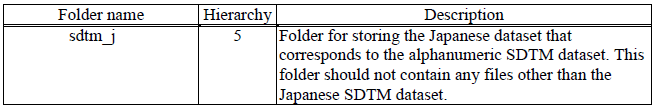 Folder name Hierarchy Description
sdtm_j 5 Folder for storing the Japanese dataset that
corresponds to the alphanumeric SDTM dataset. This
folder should not contain any files other than the
Japanese SDTM dataset.